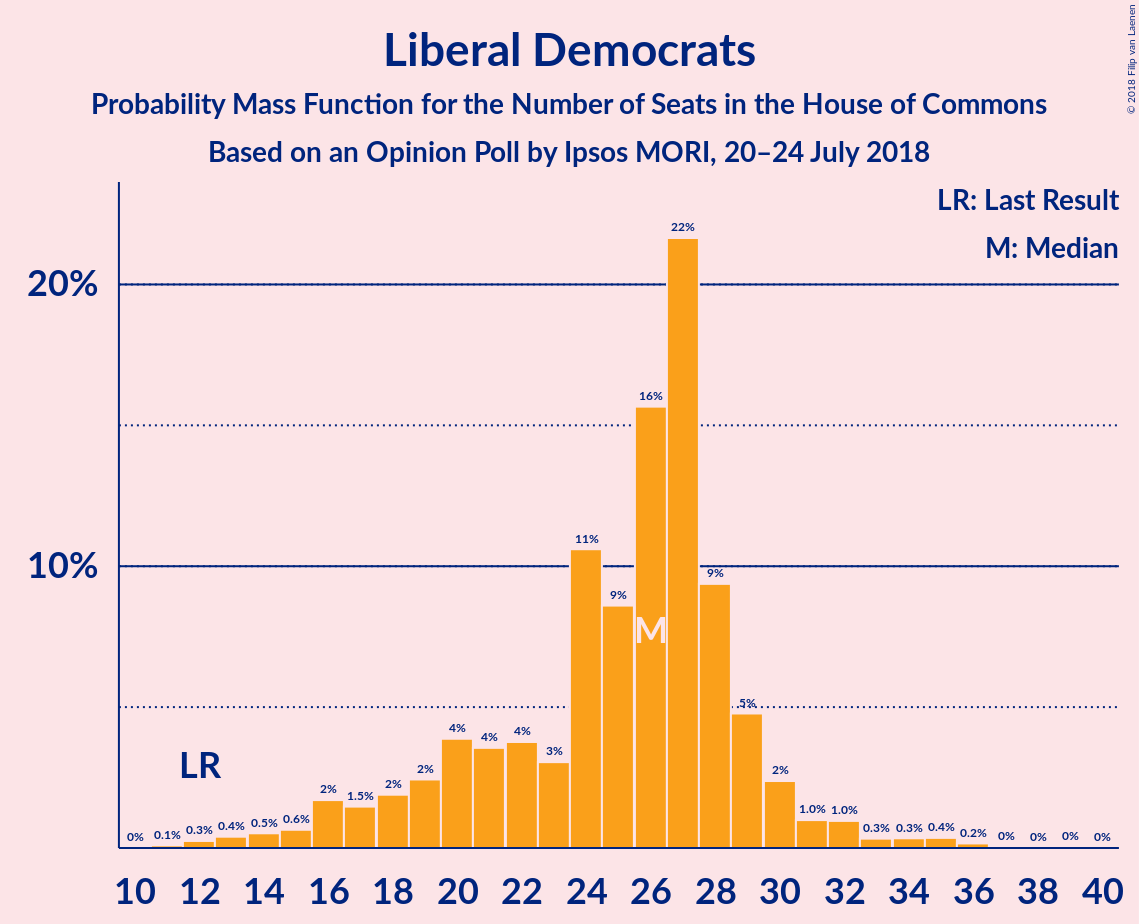 Liberal Democrats
Probability Mass Function for the Number of Seats in the House of Commons
Based on an Opinion Poll by Ipsos MORI, 20–24 July 2018
© 2018 Filip van Laenen
LR: Last Result
M: Median
20%
10%
0% 0.1% 0.3% 0.4% 0.5% 0.6% 2% 1.5% 2% 2% 4% 4% 4% 3% 11% 9% 16% 22% 9% 5% 2% 1.0% 1.0% 0.3% 0.3% 0.4% 0.2% 0% 0% 0% 0%
LR
M
10 12 14 16 18 20 22 24 26 28 30 32 34 36 38 40